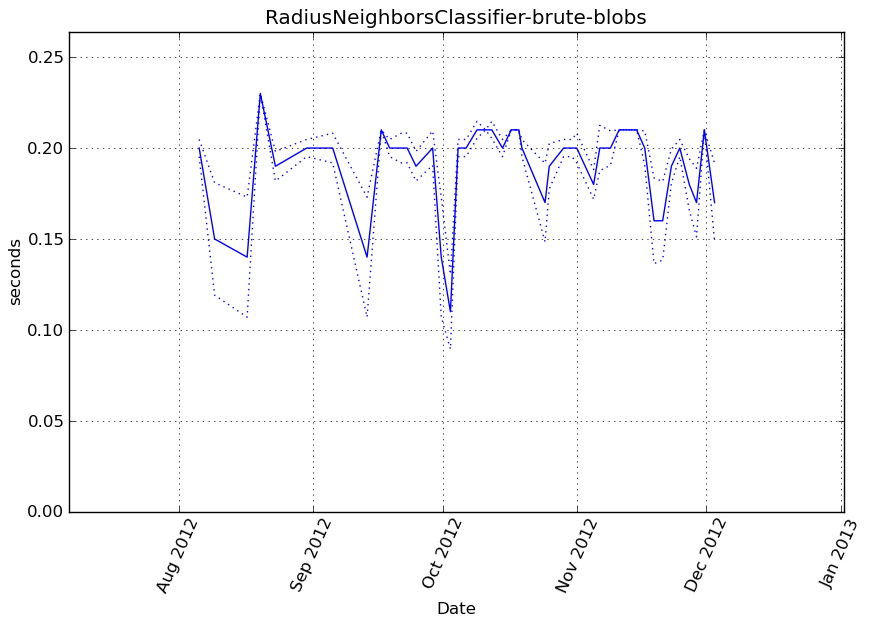 RadiusNeighborsClassifier-brute-blobs
0.25
0.20
0.15
0.10
0.05
0.00
seconds
Aug 2012
Sep 2012
Oct 2012
Nov 2012
Dec 2012
Jan 2013
Date